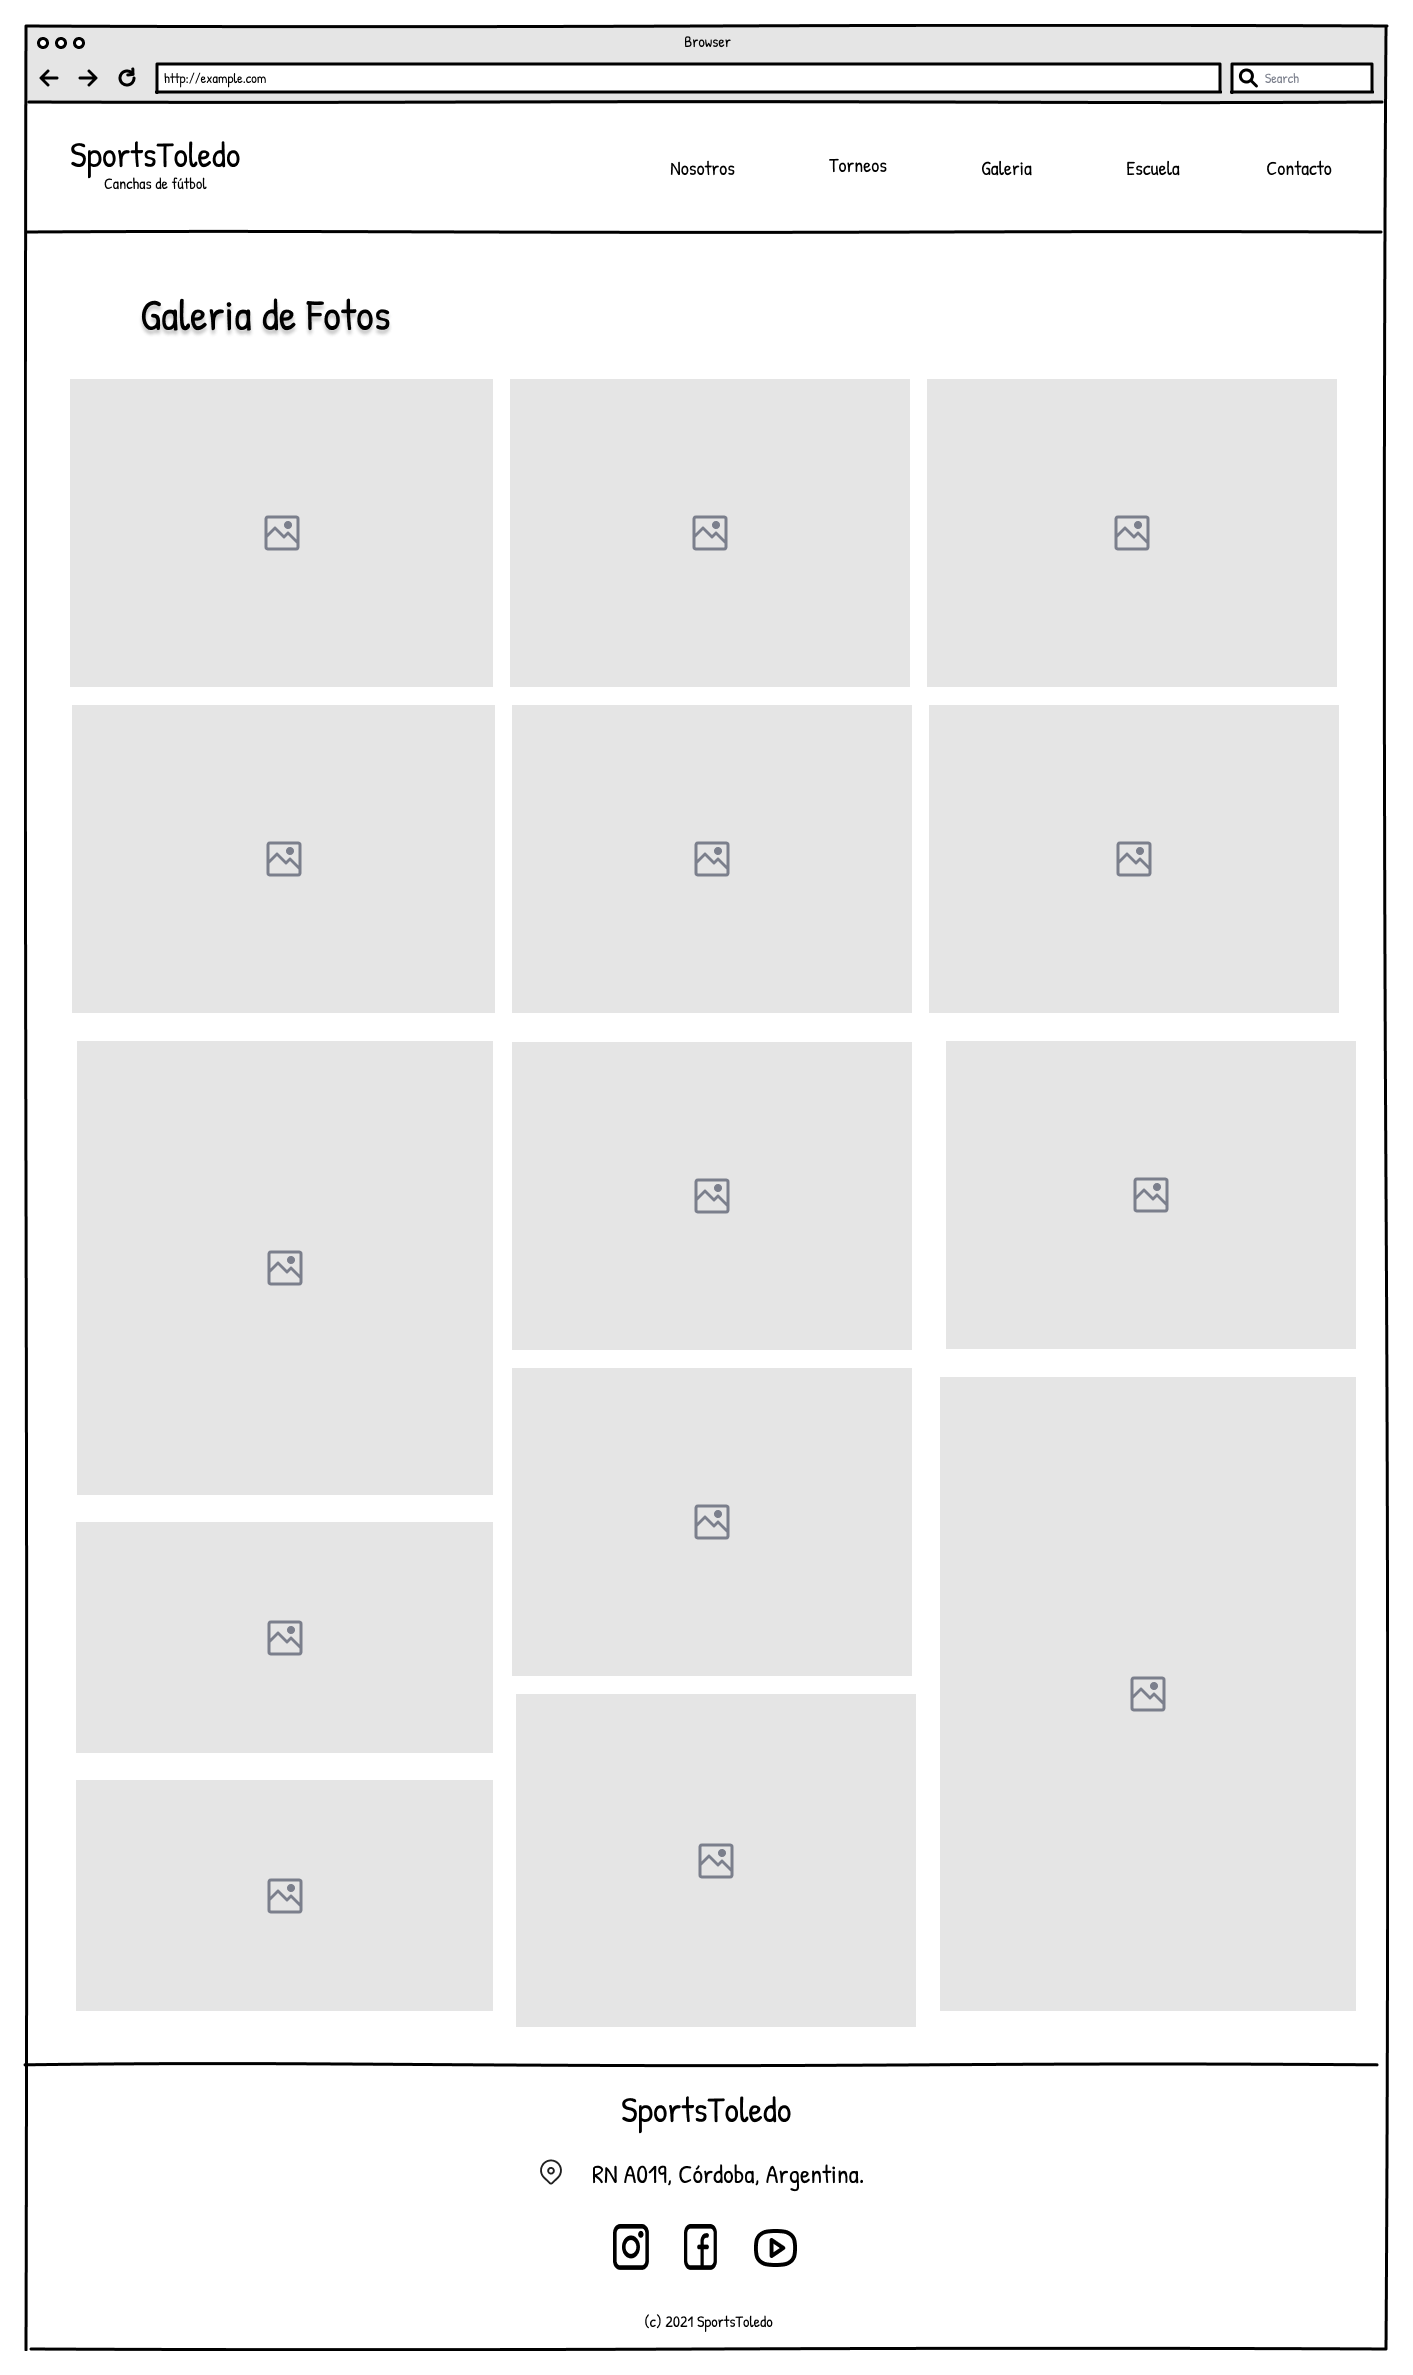 Browser
http://example.com
Search
SportsToledo
Canchas de fútbol
Nosotros
Torneos
Galeria
Escuela
Contacto
Galeria de Fotos
SportsToledo
RN A019, Córdoba, Argentina.
(c) 2021 SportsToledo